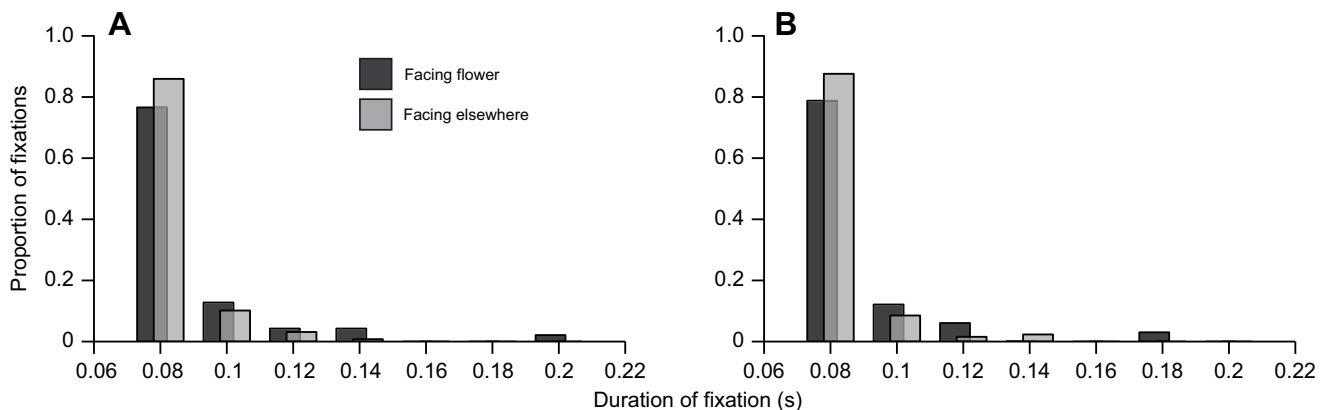 A
B
1.0
0.8
0.6
0.4
0.2
0
Proportion of fixations
Facing flower
Facing elsewhere
0.06 0.08 0.1 0.12 0.14 0.16 0.18 0.2 0.22
1.0
0.8
0.6
0.4
0.2
0
0.06 0.08 0.1 0.12 0.14 0.16 0.18 0.2 0.22
Duration of fixation (s)